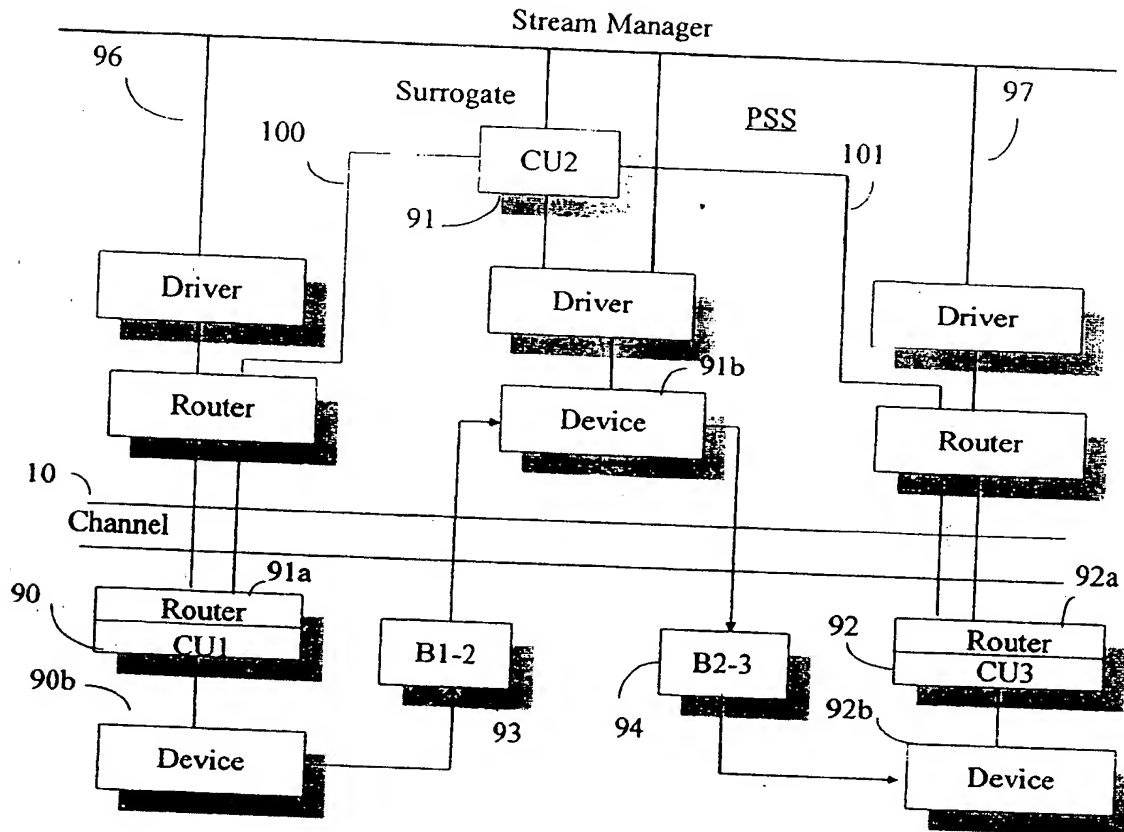 Stream Manager
96
97
Surrogate
PSS
100
101
CU2
91
Driver
Driver
Driver
91b
Router
Device
Router
10
Channel
91a
92a
90
Router
CU1
B1-2
B2-3
92
Router
CU3
90b
93
94
92b
Device
Device